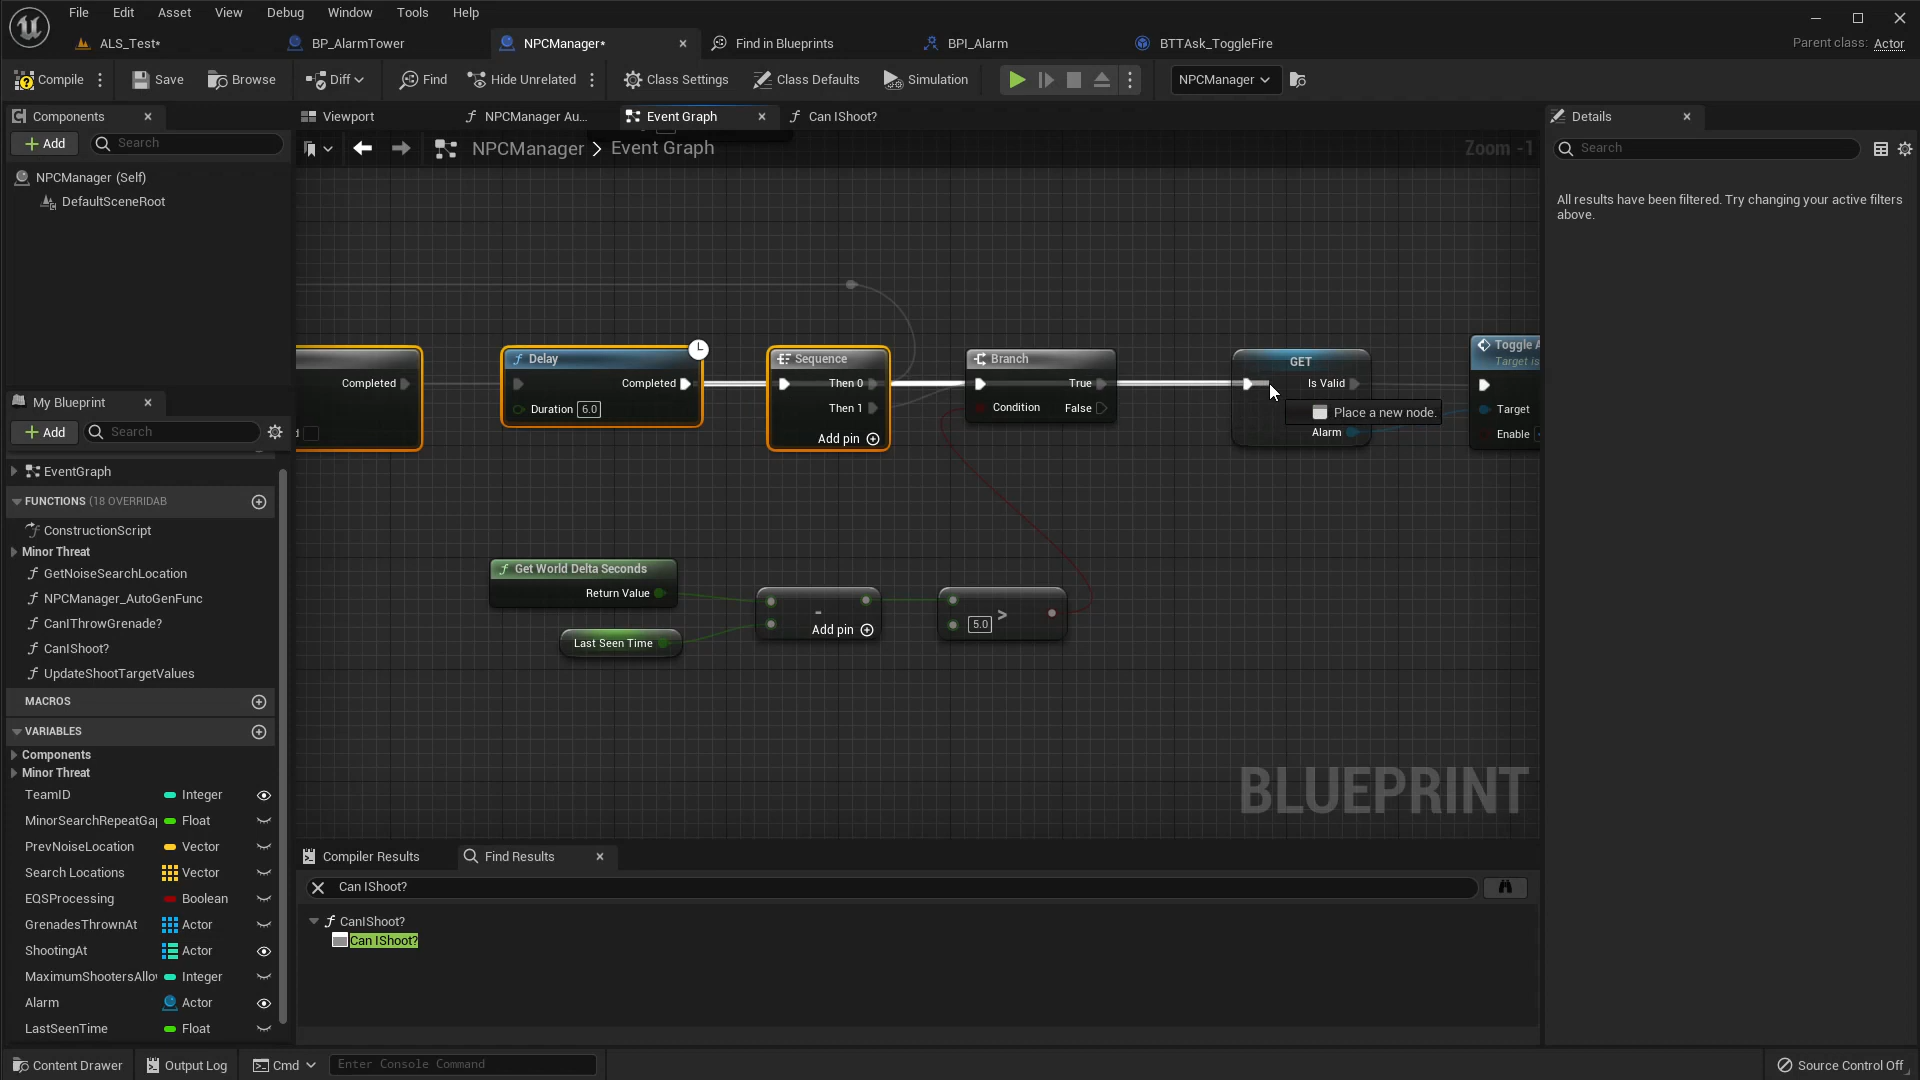 File Edit Asset View Debug Window Tools Help
ALS_Test* BP_AlarmTower NPCManager* Find in Blueprints BPI_Alarm BTTAsk_ToggleFire Parent class: Actor
Compile Save Browse Diff Find Hide Unrelated Class Settings Class Defaults Simulation NPCManager
Components
Add Search
NPCManager (Self)
DefaultSceneRoot
Viewport NPCManager Au... Event Graph Can IShoot?
NPCManager > Event Graph Zoom -1
Completed
Delay
Completed
Duration 6.0
Sequence
Then 0
Then 1
Add pin
Branch
True
Condition False
GET
Is Valid
Alarm
Place a new node.
Toggle A
Target is
Target
Enable
Get World Delta Seconds
Return Value
Last Seen Time
-
Add pin
5.0 >
BLUEPRINT
My Blueprint
Add Search
EventGraph
FUNCTIONS (18 OVERRIDAB
ConstructionScript
Minor Threat
GetNoiseSearchLocation
NPCManager_AutoGenFunc
CanIThrowGrenade?
CanIShoot?
UpdateShootTargetValues
MACROS
VARIABLES
Components
Minor Threat
TeamID Integer
MinorSearchRepeatGap Float
PrevNoiseLocation Vector
Search Locations Vector
EQSProcessing Boolean
GrenadesThrownAt Actor
ShootingAt Actor
MaximumShootersAllo Integer
Alarm Actor
LastSeenTime Float
Compiler Results Find Results
Can IShoot?
CanIShoot?
Can IShoot?
Details
Search
All results have been filtered. Try changing your active filters
above.
Content Drawer Output Log Cmd Enter Console Command Source Control Off